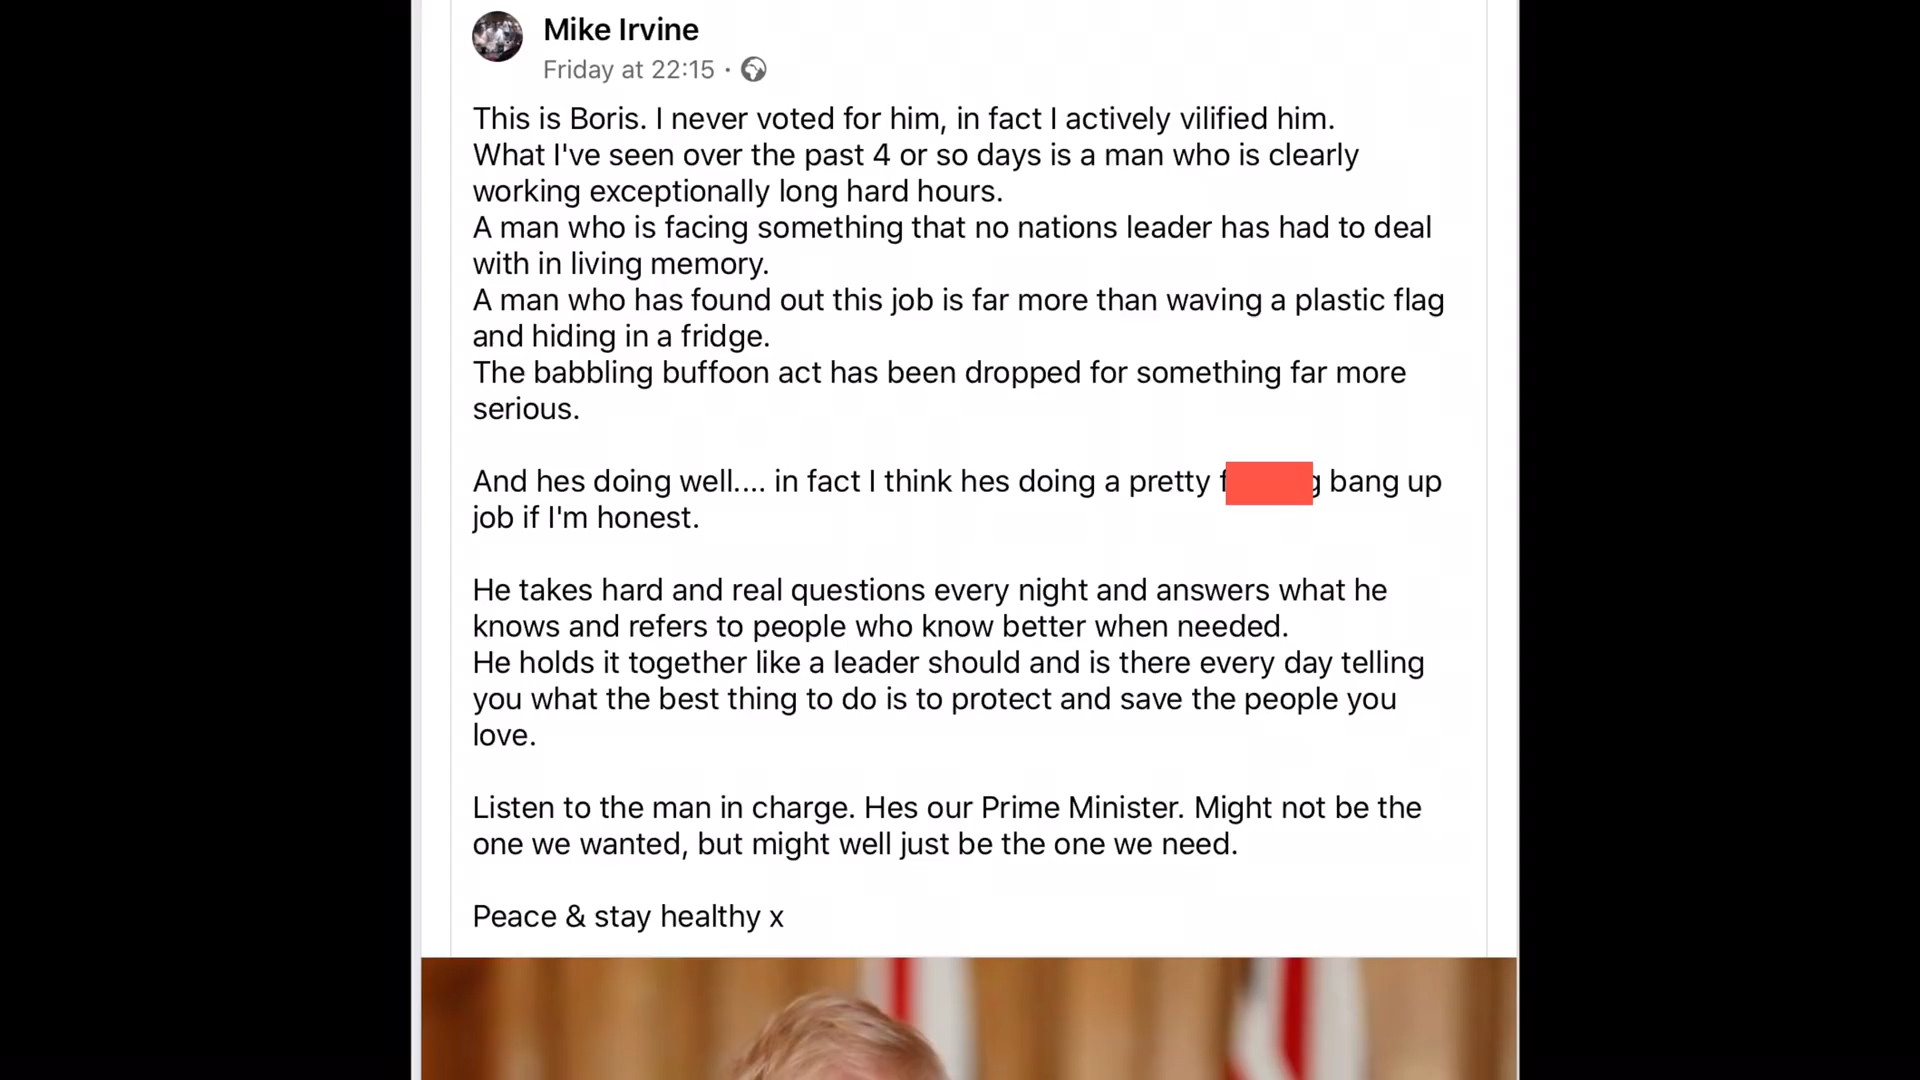 Mike Irvine
Friday at 22:15 ·
This is Boris. I never voted for him, in fact I actively vilified him.
What I've seen over the past 4 or so days is a man who is clearly
working exceptionally long hard hours.
A man who is facing something that no nations leader has had to deal
with in living memory.
A man who has found out this job is far more than waving a plastic flag
and hiding in a fridge.
The babbling buffoon act has been dropped for something far more
serious.
And hes doing well.... in fact I think hes doing a pretty f g bang up
job if I'm honest.
He takes hard and real questions every night and answers what he
knows and refers to people who know better when needed.
He holds it together like a leader should and is there every day telling
you what the best thing to do is to protect and save the people you
love.
Listen to the man in charge. Hes our Prime Minister. Might not be the
one we wanted, but might well just be the one we need.
Peace & stay healthy x